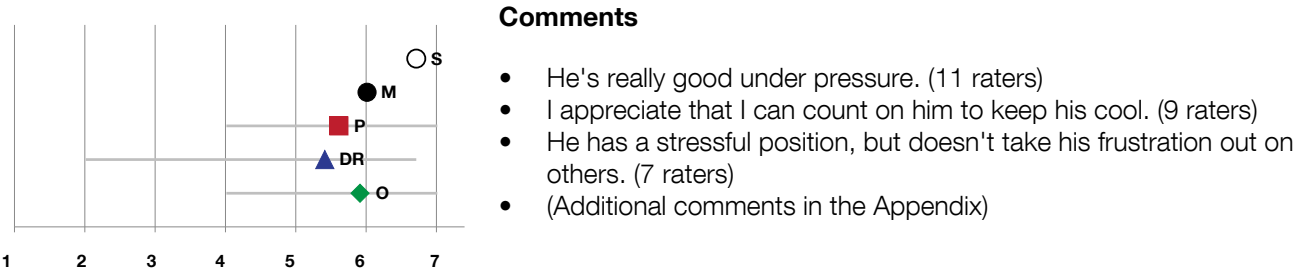 S
M
P
DR
O
1 2 3 4 5 6 7
Comments
• He's really good under pressure. (11 raters)
• I appreciate that I can count on him to keep his cool. (9 raters)
• He has a stressful position, but doesn't take his frustration out on
others. (7 raters)
• (Additional comments in the Appendix)